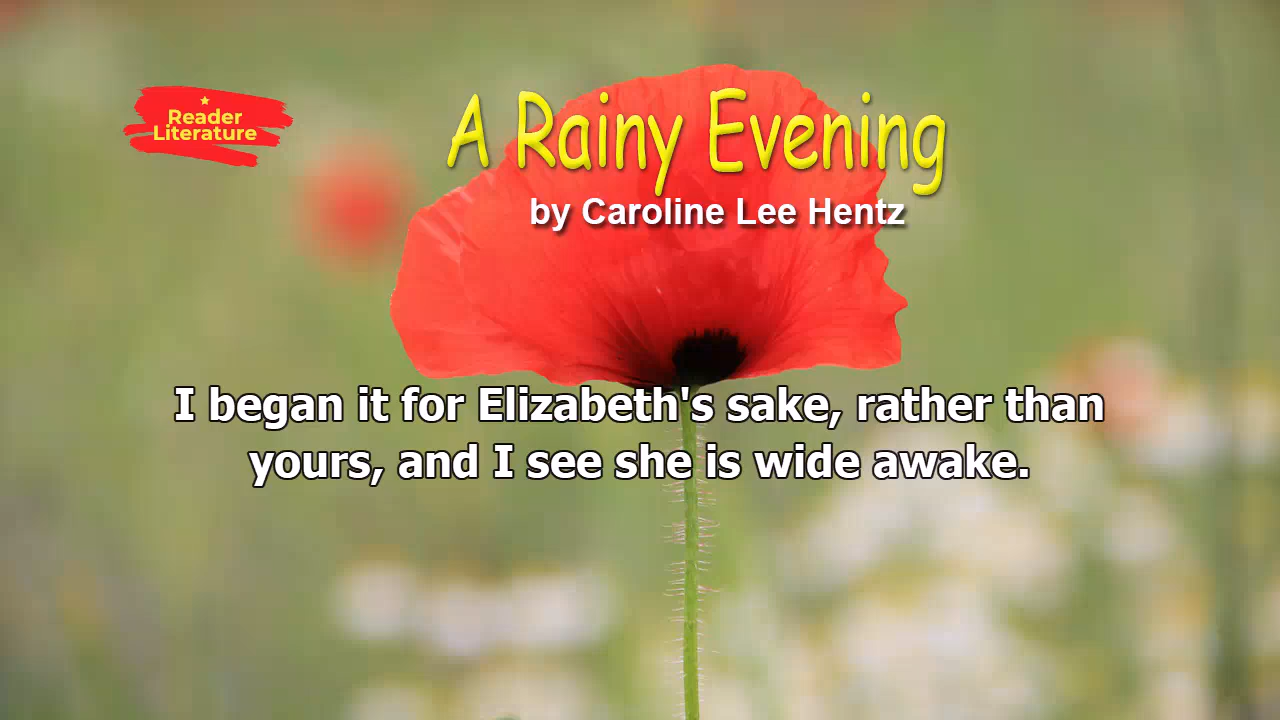 Reader
Literature
A Rainy Evening
by Caroline Lee Hentz
I began it for Elizabeth's sake, rather than
yours, and I see she is wide awake.